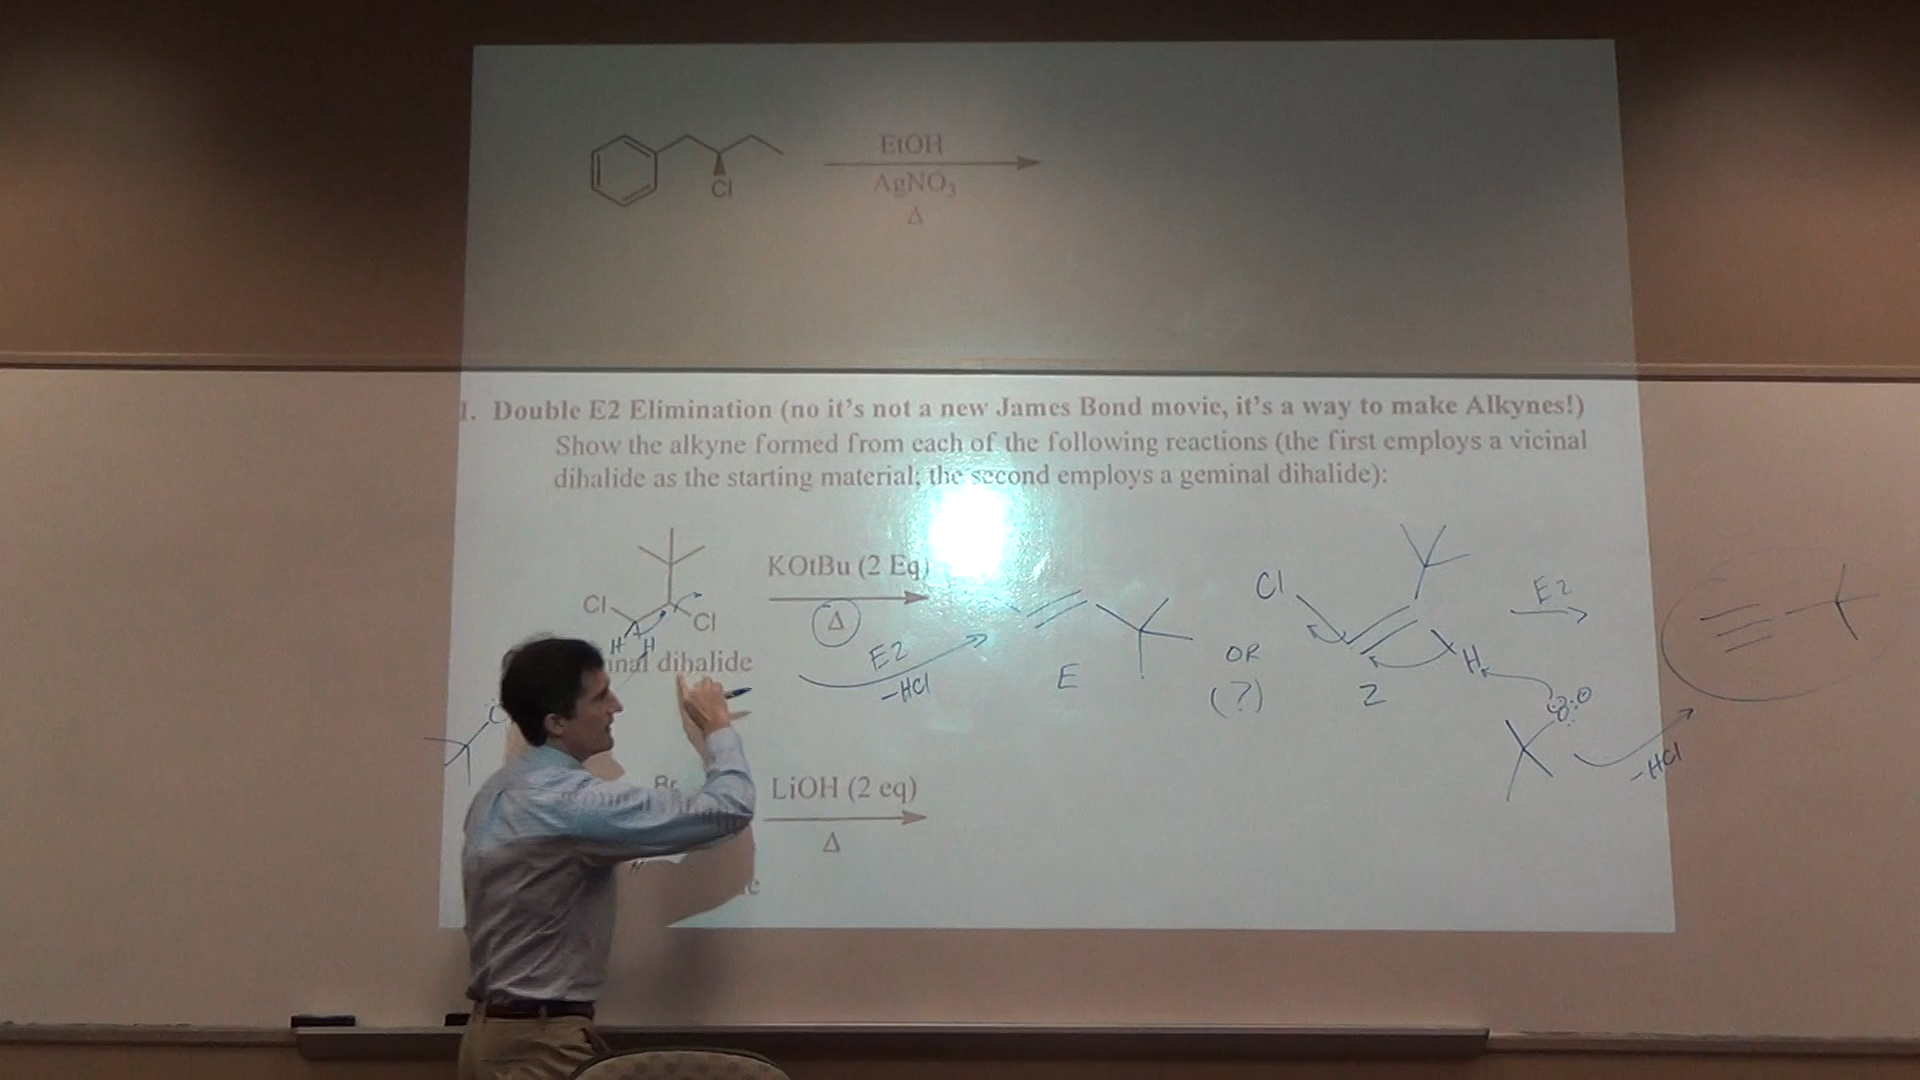 EtOH
AgNO3
Δ
Cl
1. Double E2 Elimination (no it's not a new James Bond movie, it's a way to make Alkynes!)
Show the alkyne formed from each of the following reactions (the first employs a vicinal
dihalide as the starting material; the second employs a geminal dihalide):
Cl
Cl
H H
dihalide
KOtBu (2 Eq)
Δ
E2
-HCl
E
OR
(?)
Cl
H
Z
E2
-HCl
Br
LiOH (2 eq)
Δ